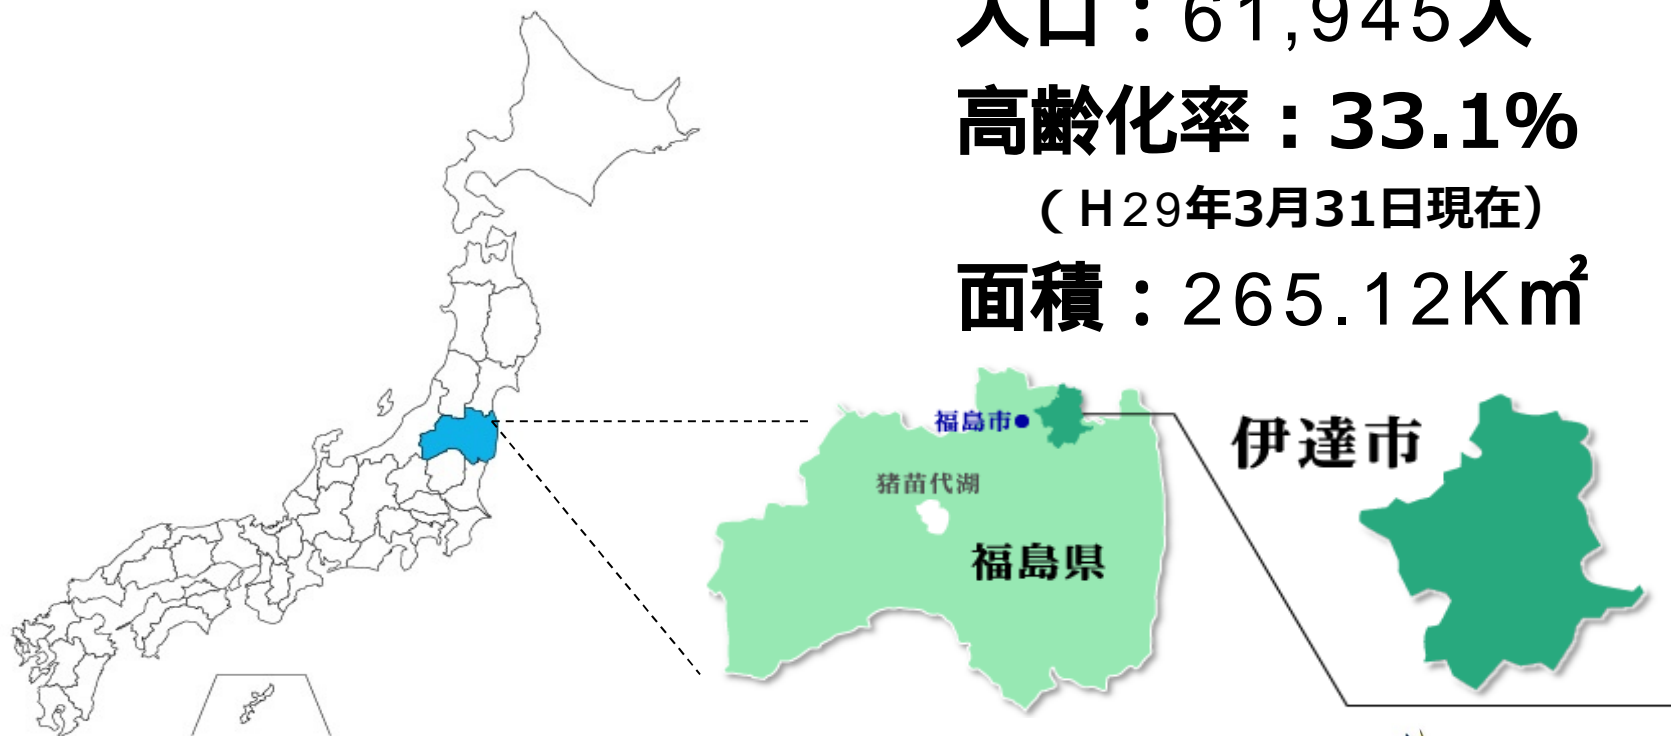 人口：61,945人
高齢化率：33.1%
（H29年3月31日現在）
面積：265.12K㎡
福島市
伊達市
猪苗代湖
福島県